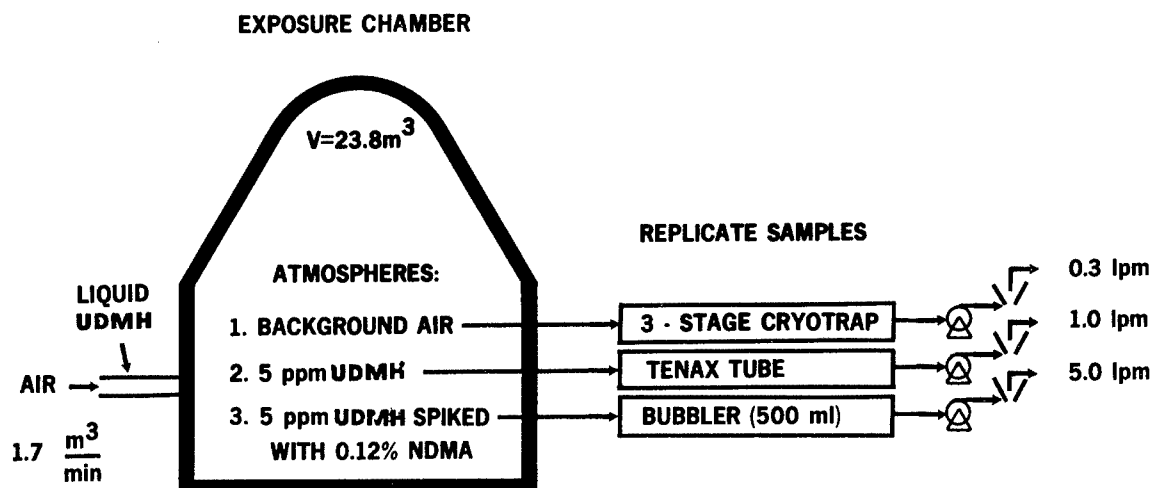 EXPOSURE CHAMBER
V=23.8m³
REPLICATE SAMPLES
ATMOSPHERES:
LIQUID
UDMH
AIR
1.7 m³/min
1. BACKGROUND AIR
2. 5 ppm UDMH
3. 5 ppm UDMH SPIKED
WITH 0.12% NDMA
3 - STAGE CRYOTRAP
TENAX TUBE
BUBBLER (500 ml)
0.3 lpm
1.0 lpm
5.0 lpm